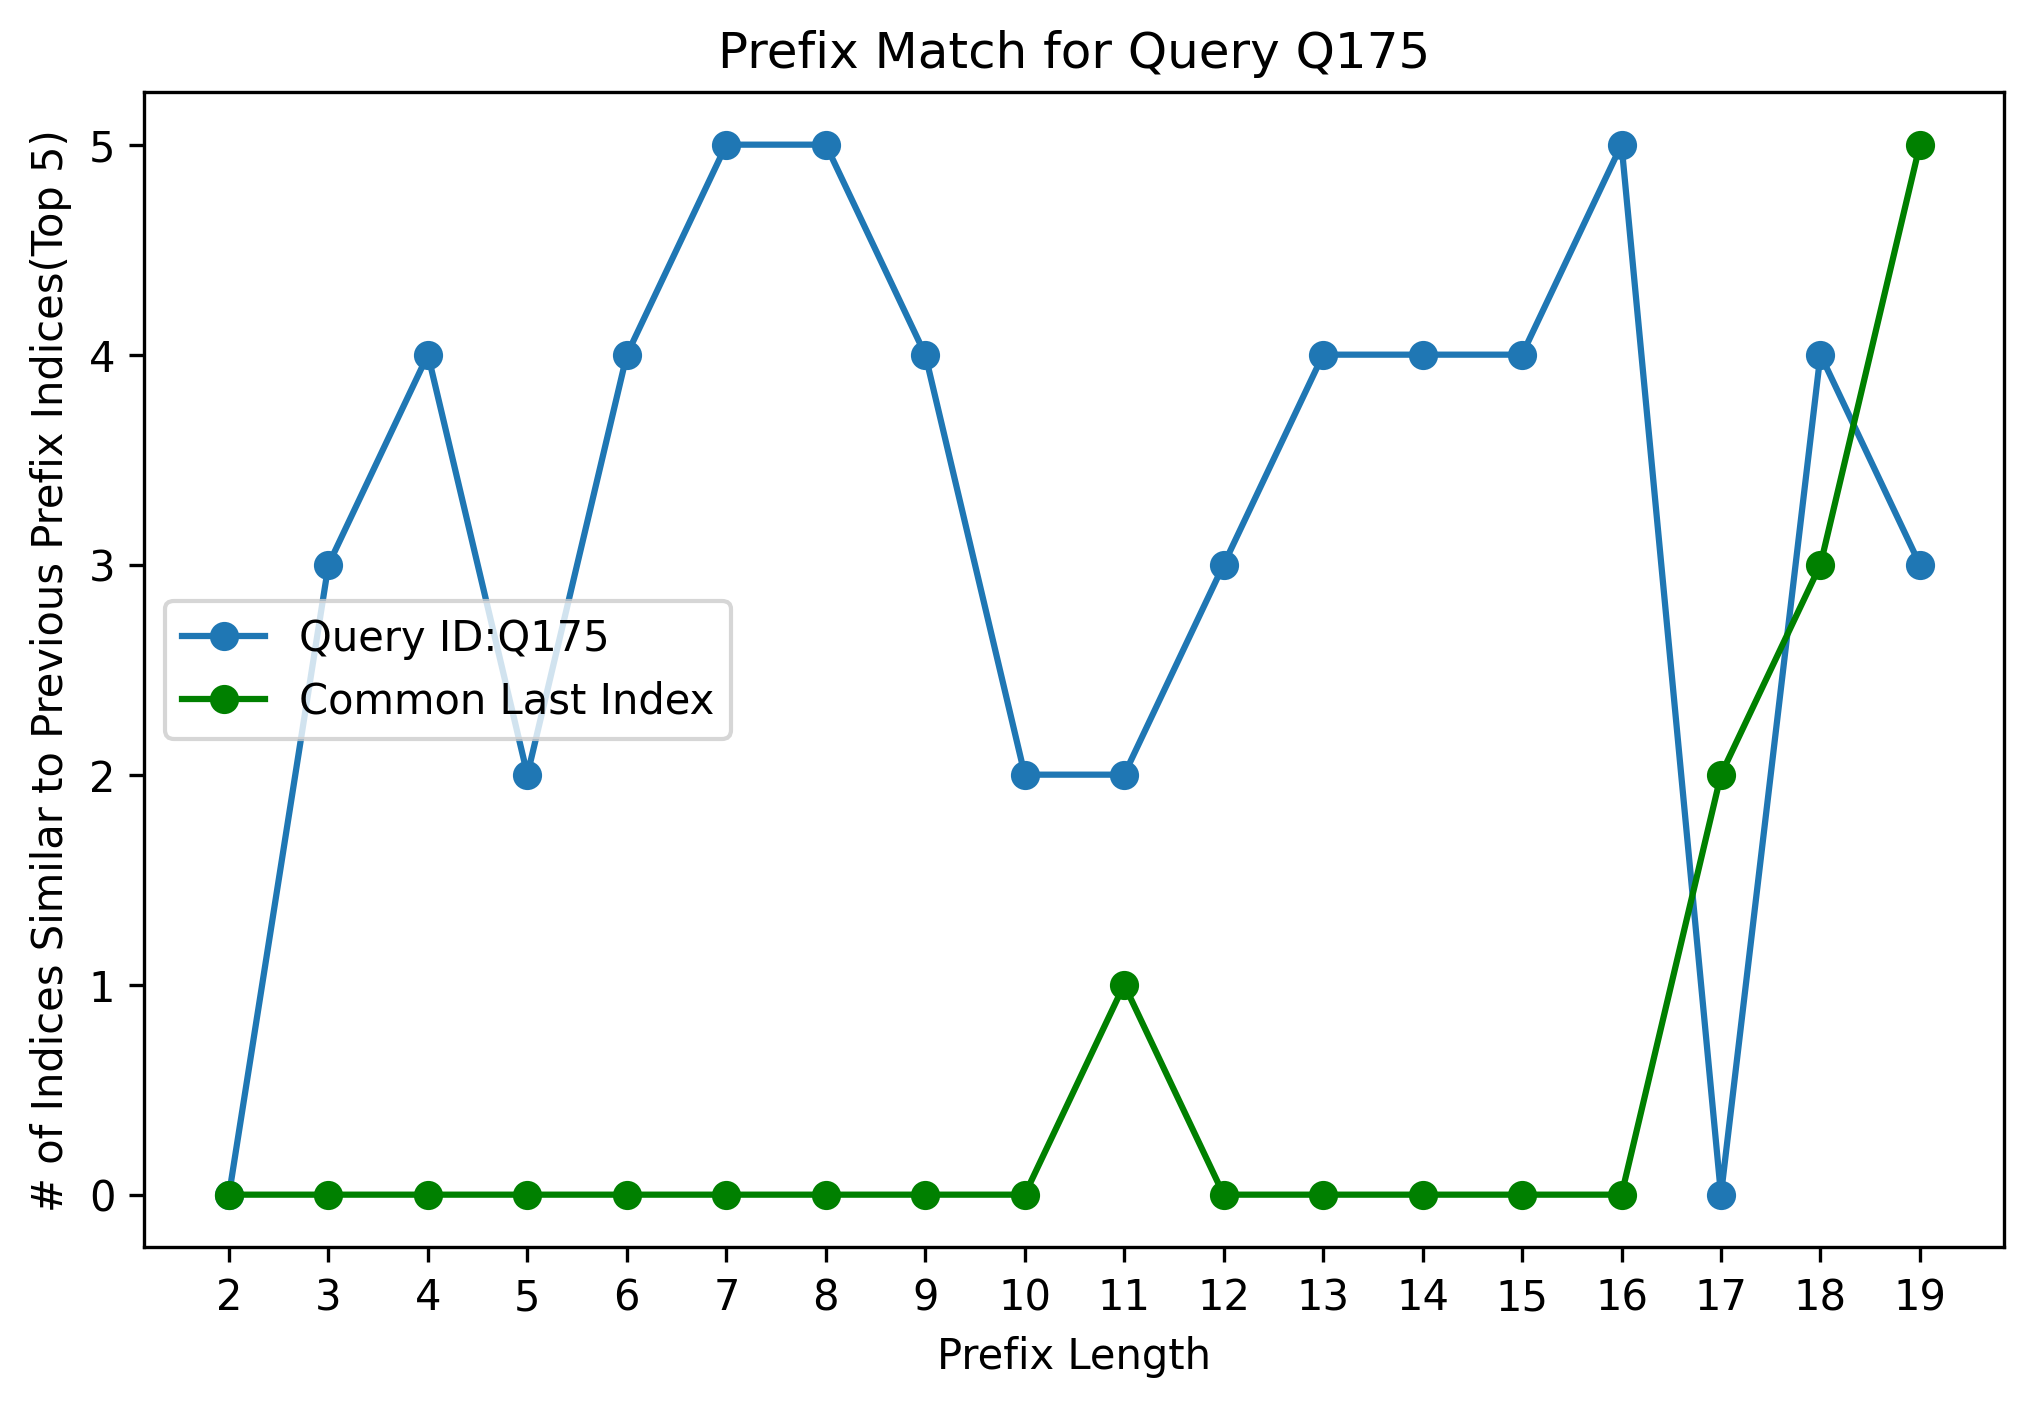 Prefix Match for Query Q175
# of Indices Similar to Previous Prefix Indices(Top 5)
5
4
3
2
1
0
Query ID:Q175
Common Last Index
2 3 4 5 6 7 8 9 10 11 12 13 14 15 16 17 18 19
Prefix Length